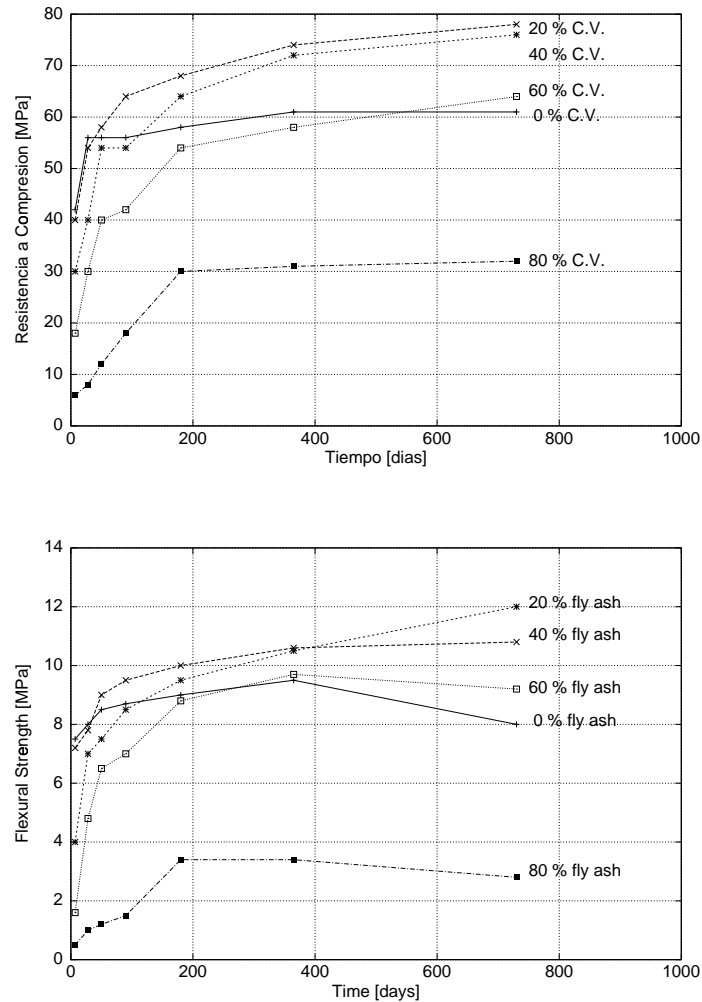 80
70
60
50
40
30
20
10
0
Resistencia a Compresion [MPa]
20 % C.V.
40 % C.V.
60 % C.V.
0 % C.V.
80 % C.V.
0 200 400 600 800 1000
Tiempo [dias]
14
12
10
8
6
4
2
0
Flexural Strength [MPa]
20 % fly ash
40 % fly ash
60 % fly ash
0 % fly ash
80 % fly ash
0 200 400 600 800 1000
Time [days]